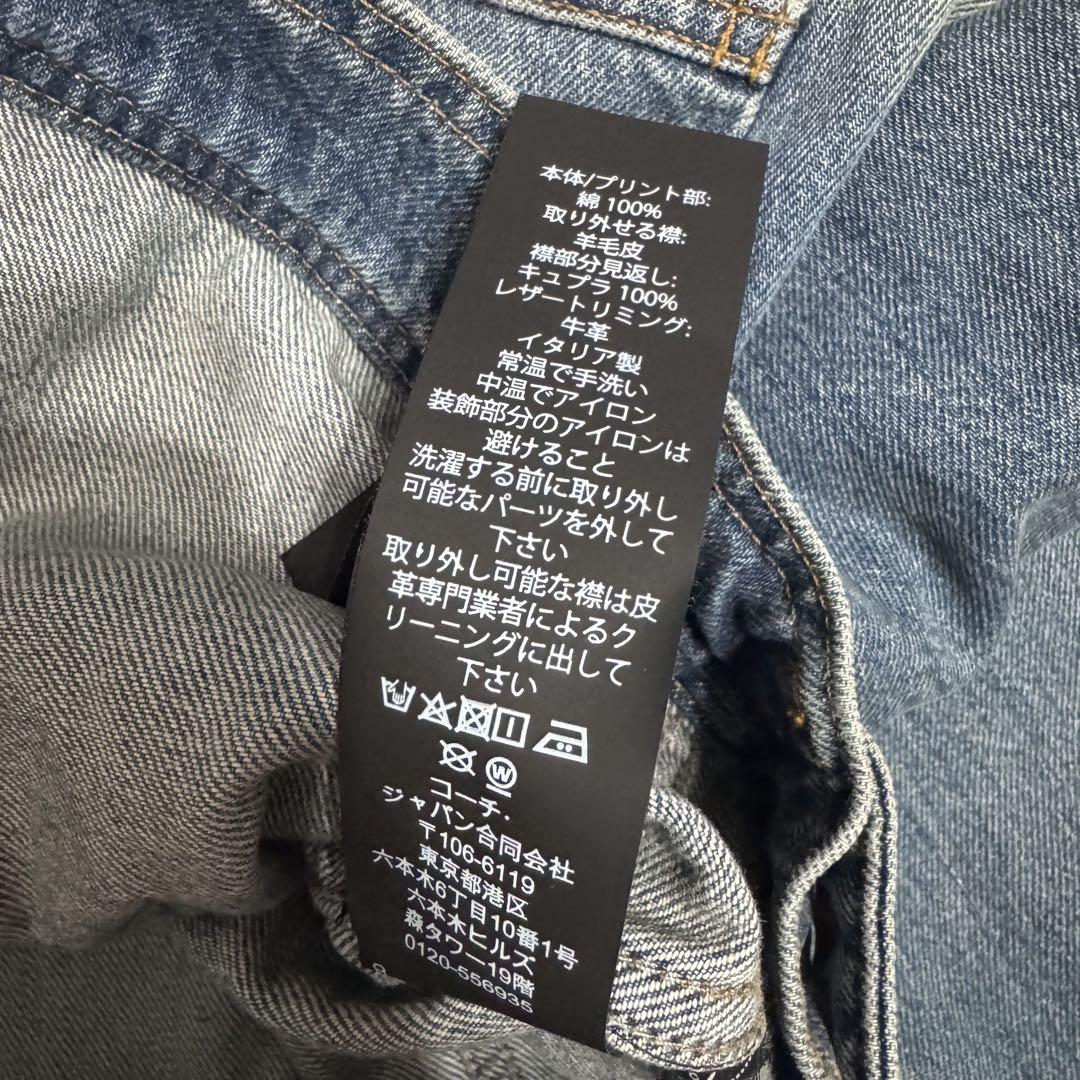 本体/プリント部:
綿 100%
取り外せる襟:
羊毛皮
襟部分見返し:
キュプラ 100%
レザートリミング:
牛革
イタリア製
常温で手洗い
中温でアイロン
装飾部分のアイロンは
避けること
洗濯する前に取り外し
可能なパーツを外して
下さい
取り外し可能な襟は皮
革専門業者によるク
リーニングに出して
下さい
W
コーチ.
ジャパン合同会社
〒106-6119
東京都港区
六本木6丁目10番1号
六本木ヒルズ
森タワー19階
0120-556935